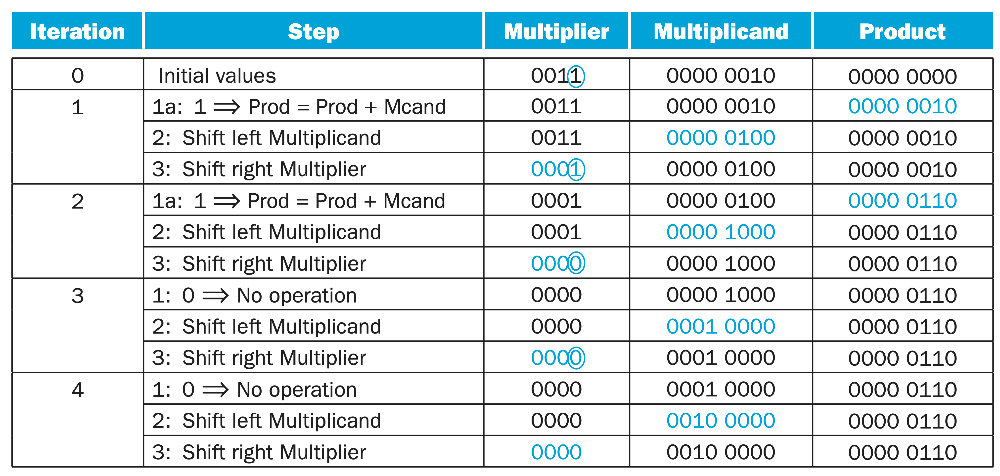 Iteration Step Multiplier Multiplicand Product
0 Initial values 0011 0000 0010 0000 0000
1 1a: 1 ⇒ Prod = Prod + Mcand 0011 0000 0010 0000 0010
2: Shift left Multiplicand 0011 0000 0100 0000 0010
3: Shift right Multiplier 0001 0000 0100 0000 0010
2 1a: 1 ⇒ Prod = Prod + Mcand 0001 0000 0100 0000 0110
2: Shift left Multiplicand 0001 0000 1000 0000 0110
3: Shift right Multiplier 0000 0000 1000 0000 0110
3 1: 0 ⇒ No operation 0000 0000 1000 0000 0110
2: Shift left Multiplicand 0000 0001 0000 0000 0110
3: Shift right Multiplier 0000 0001 0000 0000 0110
4 1: 0 ⇒ No operation 0000 0001 0000 0000 0110
2: Shift left Multiplicand 0000 0010 0000 0000 0110
3: Shift right Multiplier 0000 0010 0000 0000 0110